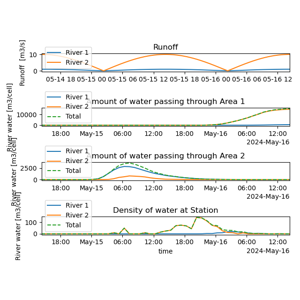 Runoff
Runoff [m3/s]
10
0
River 1
River 2
05-14 18 05-15 00 05-15 06 05-15 12 05-15 18 05-16 00 05-16 06 05-16 12
mount of water passing through Area 1
River water [m3/cell]
10000
0
River 1
River 2
Total
18:00 May-15 06:00 12:00 18:00 May-16 06:00 12:00
2024-May-16
mount of water passing through Area 2
River water [m3/cell]
2500
0
River 1
River 2
Total
18:00 May-15 06:00 12:00 18:00 May-16 06:00 12:00
2024-May-16
Density of water at Station
River water [m3/cell]
100
0
River 1
River 2
Total
18:00 May-15 06:00 12:00 18:00 May-16 06:00 12:00
time
2024-May-16